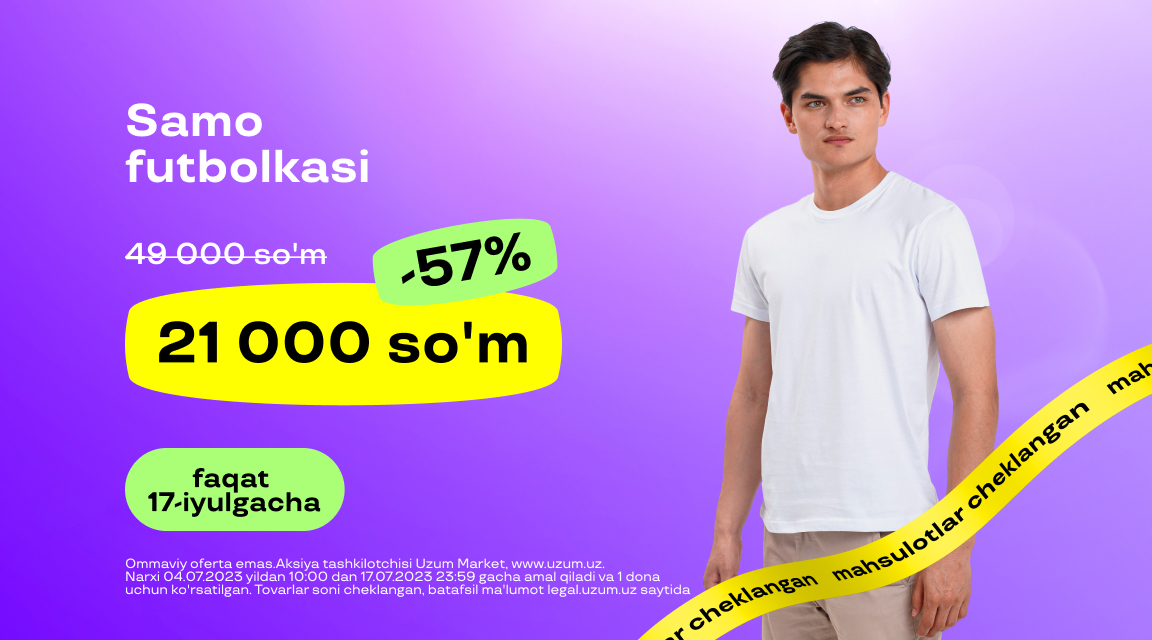 Samo
futbolkasi
49 000 so'm
-57%
21 000 so'm
faqat
17-iyulgacha
Ommaviy oferta emas.Aksiya tashkilotchisi Uzum Market, www.uzum.uz.
Narxi 04.07.2023 yildan 10:00 dan 17.07.2023 23:59 gacha amal qiladi va 1 dona
uchun ko'rsatilgan. Tovarlar soni cheklangan, batafsil ma'lumot legal.uzum.uz saytida
ar cheklangan mahsulotlar cheklangan mah